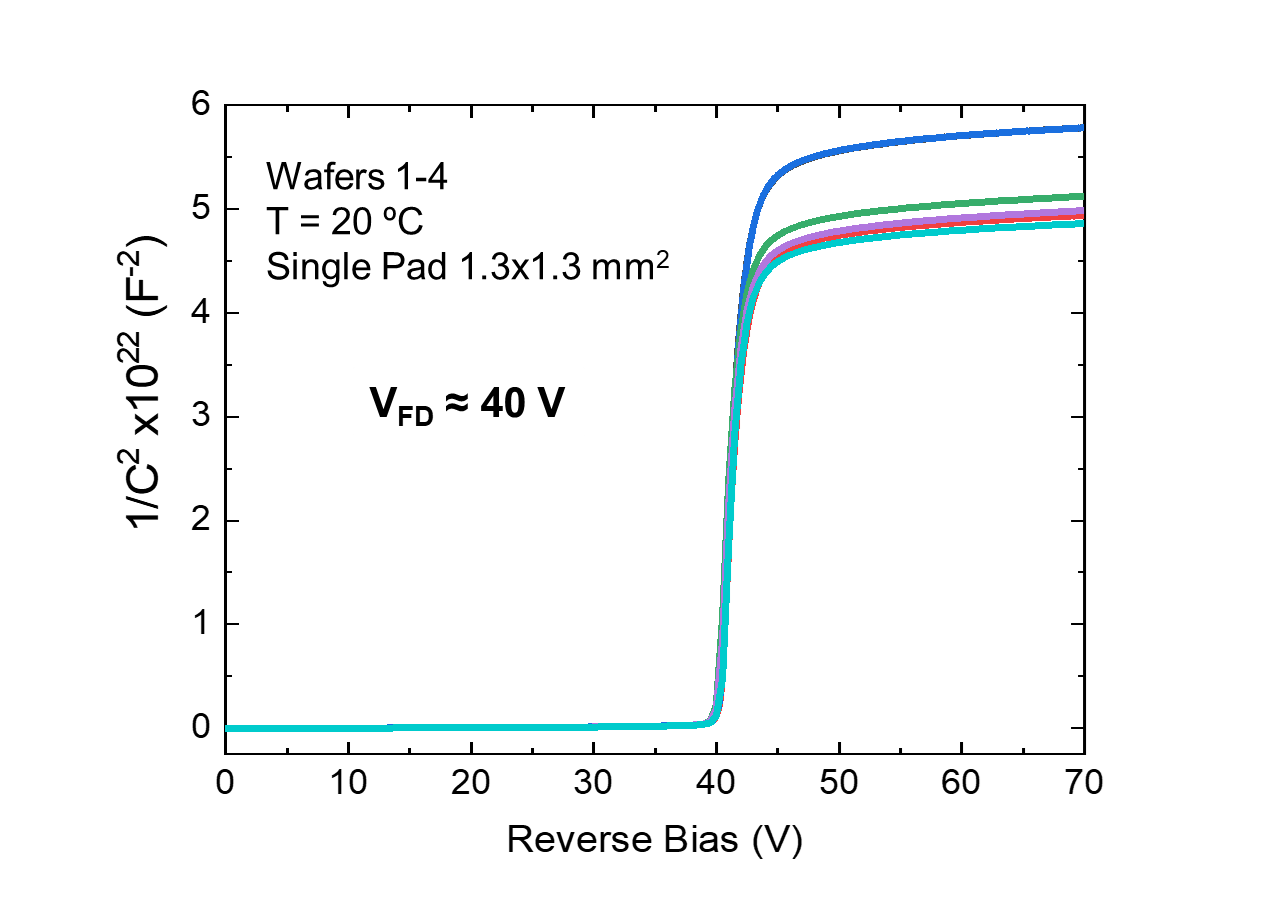 6
5
4
3
2
1
0
1/C² x10²² (F⁻²)
Wafers 1-4
T = 20 ºC
Single Pad 1.3x1.3 mm²
V_FD ≈ 40 V
0 10 20 30 40 50 60 70
Reverse Bias (V)